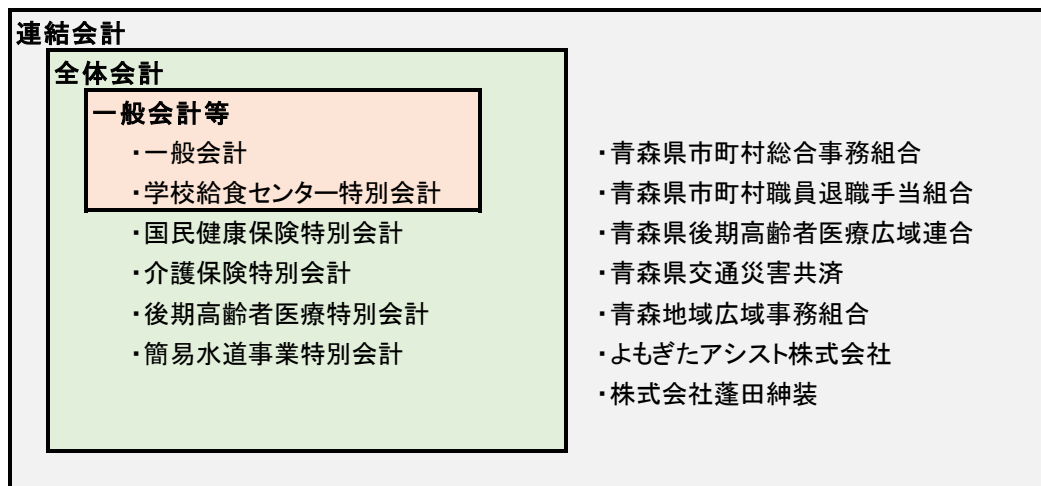 連結会計
全体会計
一般会計等
・一般会計
・学校給食センター特別会計
・国民健康保険特別会計
・介護保険特別会計
・後期高齢者医療特別会計
・簡易水道事業特別会計
・青森県市町村総合事務組合
・青森県市町村職員退職手当組合
・青森県後期高齢者医療広域連合
・青森県交通災害共済
・青森地域広域事務組合
・よもぎたアシスト株式会社
・株式会社蓬田紳装